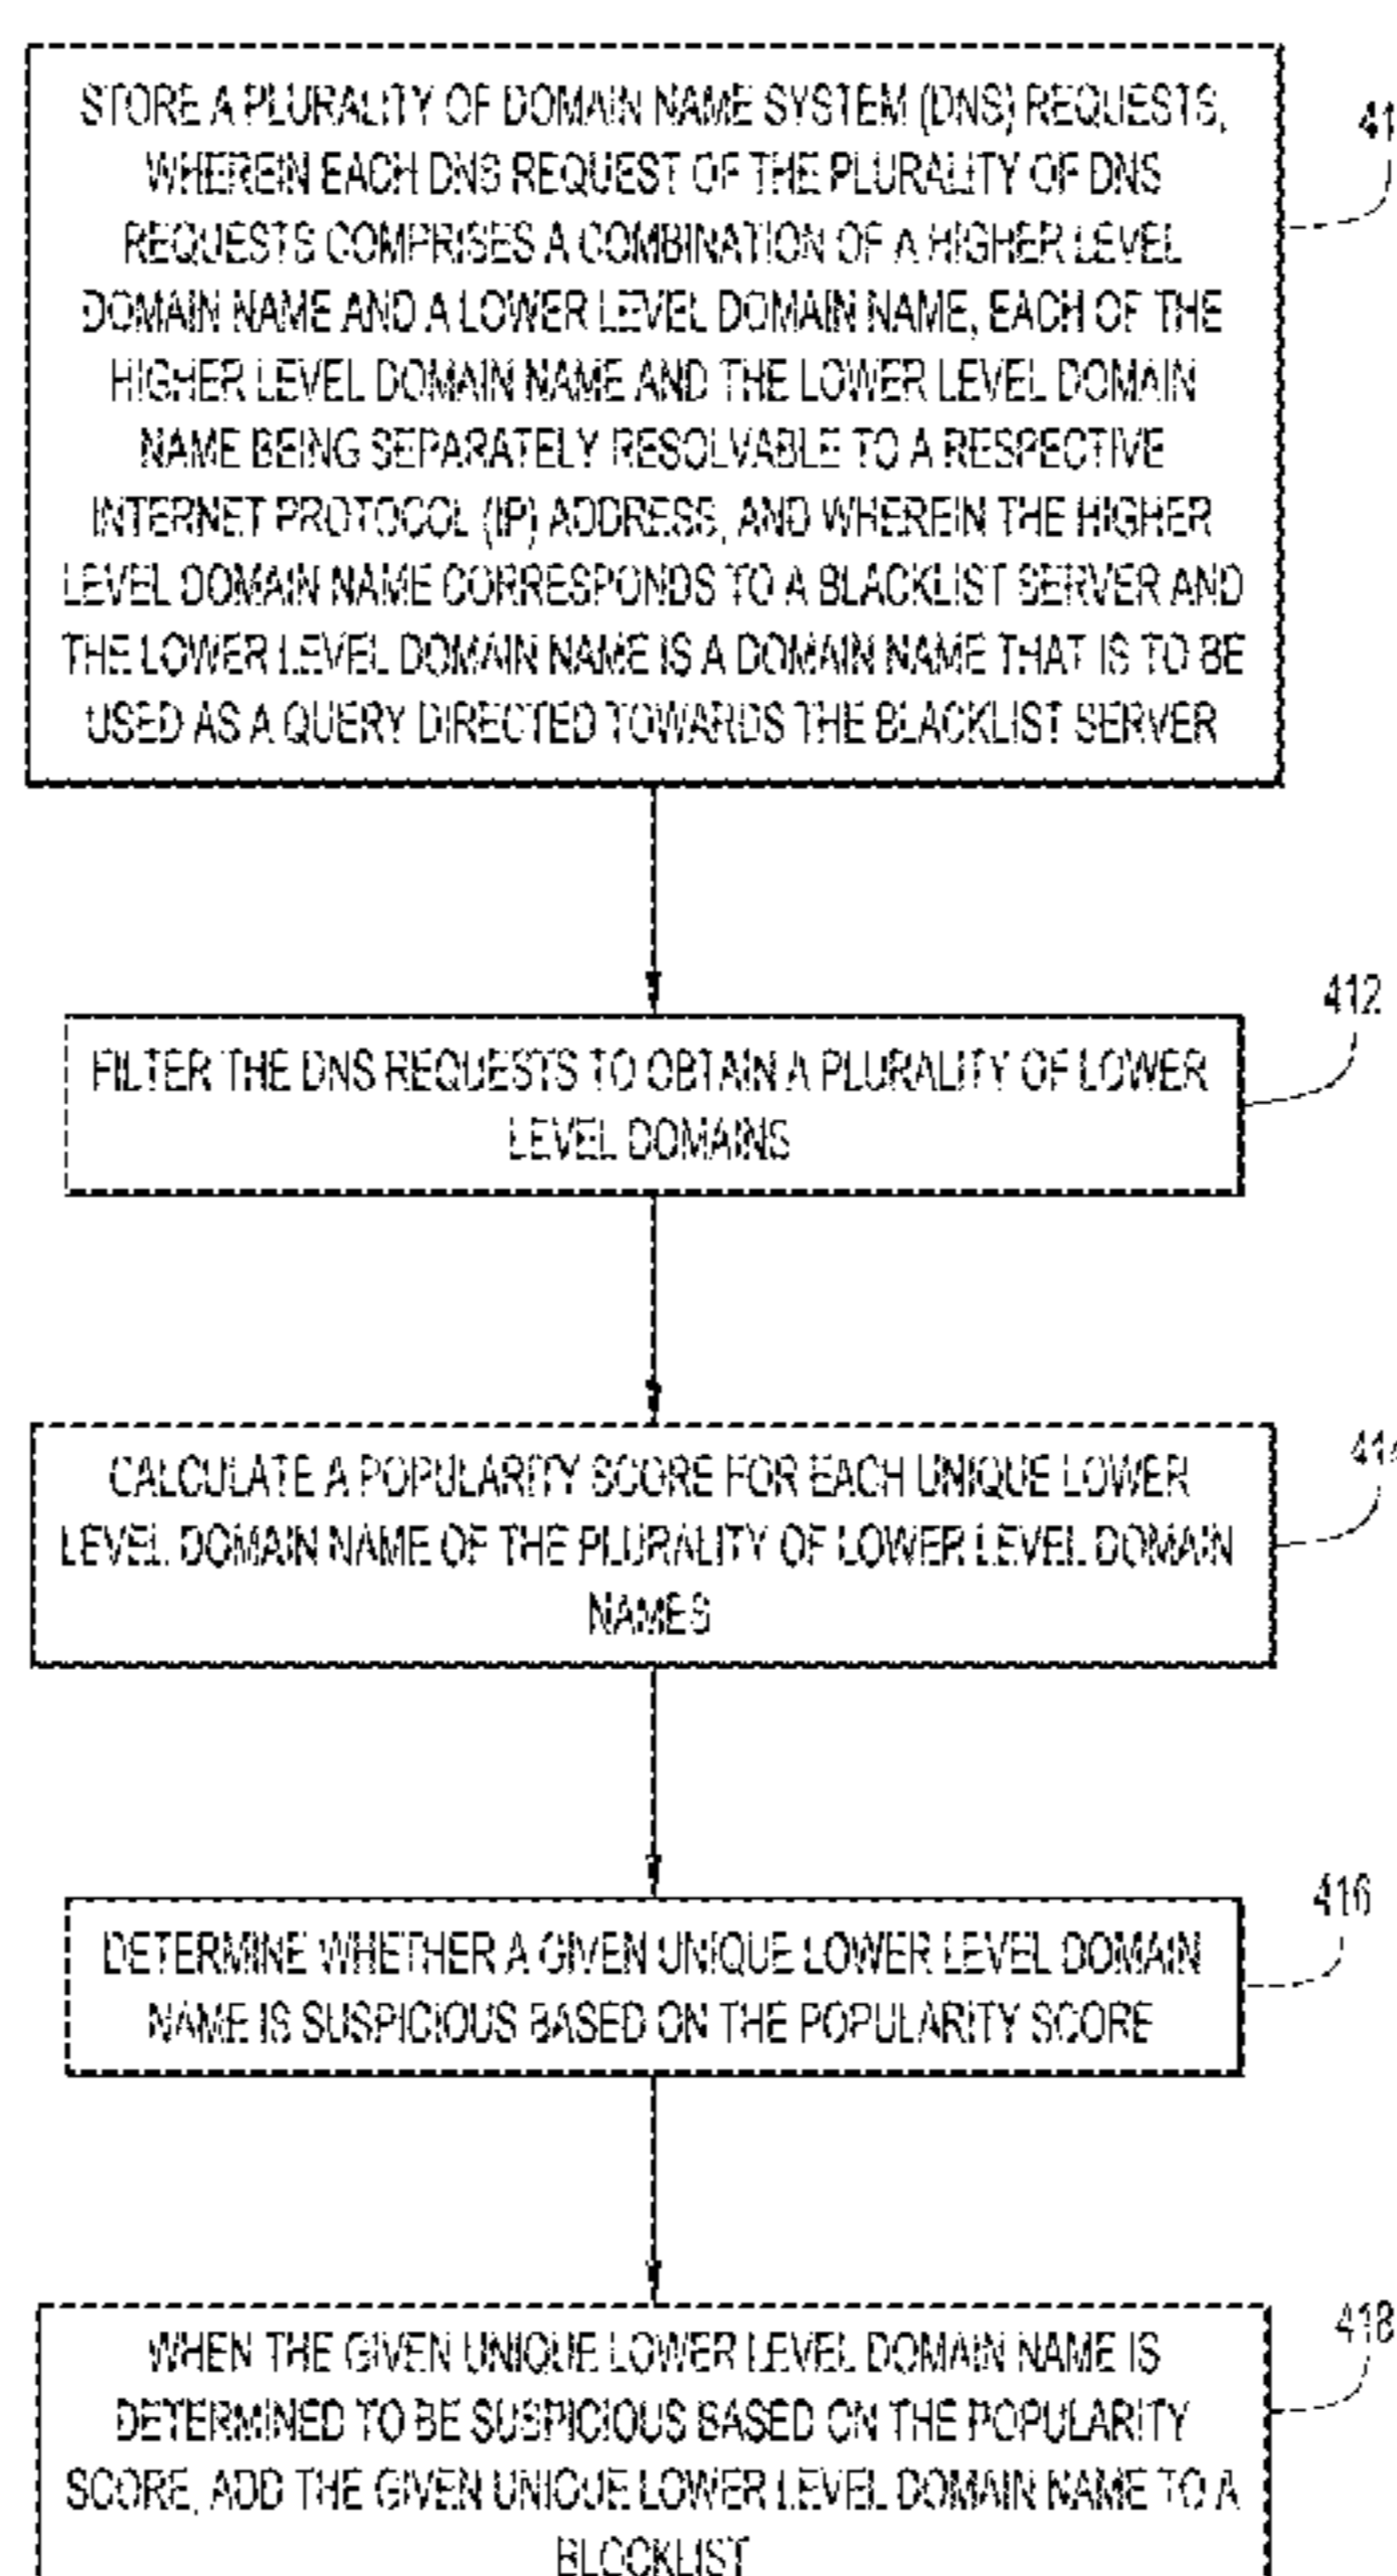 STORE A PLURALITY OF DOMAIN NAME SYSTEM (DNS) REQUESTS,
WHEREIN EACH DNS REQUEST OF THE PLURALITY OF DNS
REQUESTS COMPRISES A COMBINATION OF A HIGHER LEVEL
DOMAIN NAME AND A LOWER LEVEL DOMAIN NAME, EACH OF THE
HIGHER LEVEL DOMAIN NAME AND THE LOWER LEVEL DOMAIN
NAME BEING SEPARATELY RESOLVABLE TO A RESPECTIVE
INTERNET PROTOCOL (IP) ADDRESS, AND WHEREIN THE HIGHER
LEVEL DOMAIN NAME CORRESPONDS TO A BLACKLIST SERVER AND
THE LOWER LEVEL DOMAIN NAME IS A DOMAIN NAME THAT IS TO BE
USED AS A QUERY DIRECTED TOWARDS THE BLACKLIST SERVER
412
FILTER THE DNS REQUESTS TO OBTAIN A PLURALITY OF LOWER
LEVEL DOMAINS
414
CALCULATE A POPULARITY SCORE FOR EACH UNIQUE LOWER
LEVEL DOMAIN NAME OF THE PLURALITY OF LOWER LEVEL DOMAIN
NAMES
416
DETERMINE WHETHER A GIVEN UNIQUE LOWER LEVEL DOMAIN
NAME IS SUSPICIOUS BASED ON THE POPULARITY SCORE
418
WHEN THE GIVEN UNIQUE LOWER LEVEL DOMAIN NAME IS
DETERMINED TO BE SUSPICIOUS BASED ON THE POPULARITY
SCORE, ADD THE GIVEN UNIQUE LOWER LEVEL DOMAIN NAME TO A
BLOCKLIST